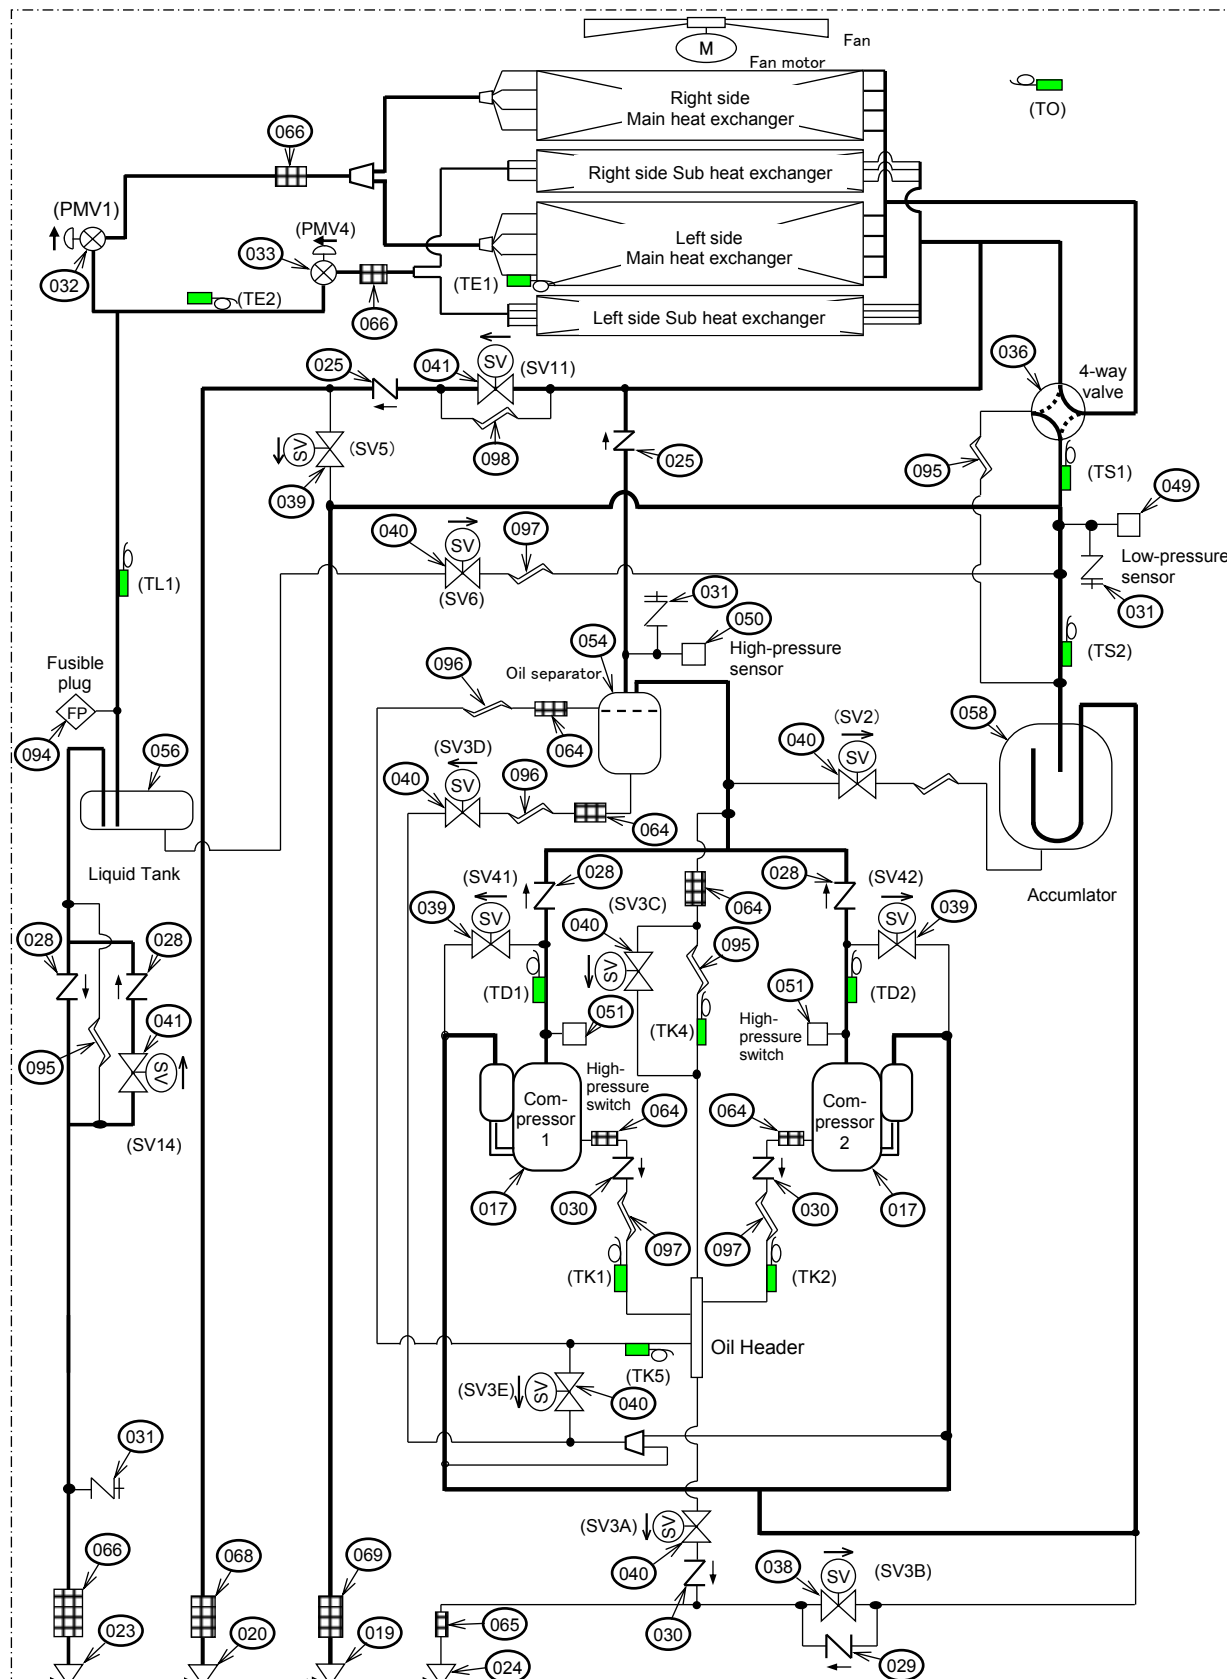 M
Fan
Fan motor
Right side
Main heat exchanger
(TO)
066
Right side Sub heat exchanger
(PMV1)
(PMV4)
Left side
Main heat exchanger
033
032
(TE2)
(TE1)
066
Left side Sub heat exchanger
036
4-way
valve
025
041
SV
(SV11)
SV
(SV5)
098
025
095
(TS1)
049
039
040
097
SV
(SV6)
Low-pressure
sensor
031
(TL1)
031
050
High-pressure
sensor
054
Oil separator
(TS2)
Fusible
plug
FP
094
096
064
058
(SV2)
040
SV
056
(SV3D)
040
SV
096
064
Liquid Tank
Accumlator
(SV41)
028
(SV3C)
064
028
(SV42)
039
SV
040
SV
095
SV
039
028
028
(TD1)
051
(TK4)
051
(TD2)
High-
pressure
switch
041
SV
095
(SV14)
Com-
pressor
1
High-
pressure
switch
064
064
Com-
pressor
2
017
030
030
017
097
097
(TK1)
(TK2)
Oil Header
(TK5)
(SV3E)
SV
040
031
(SV3A)
SV
040
038
SV
(SV3B)
066
068
069
065
030
029
023
020
019
024